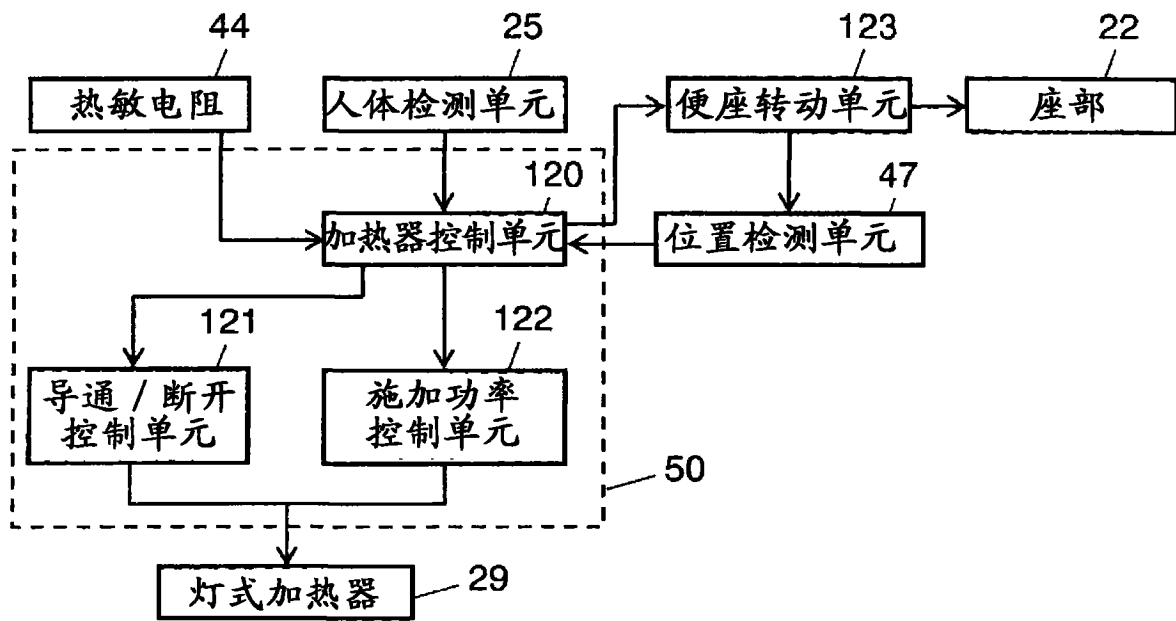 44
25
123
22
热敏电阻
人体检测单元
便座转动单元
座部
120
47
加热器控制单元
位置检测单元
121
122
导通/断开
控制单元
施加功率
控制单元
50
灯式加热器
29